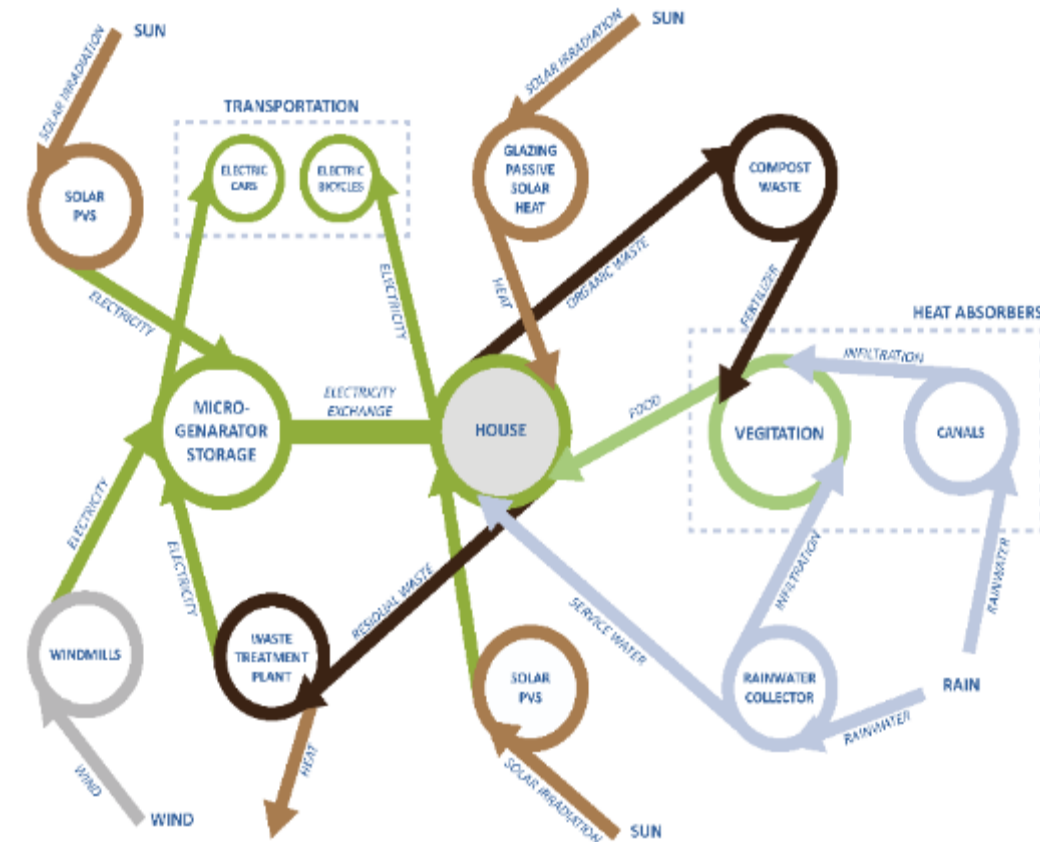 SUN
SOLAR IRRADIATION
SOLAR
PVS
ELECTRICITY
TRANSPORTATION
ELECTRIC
CARS
ELECTRIC
BICYCLES
ELECTRICITY
SUN
SOLAR IRRADIATION
GLAZING
PASSIVE
SOLAR
HEAT
HEAT
ORGANIC WASTE
COMPOST
WASTE
FERTILIZER
HEAT ABSORBERS
INFILTRATION
VEGITATION
CANALS
FOOD
HOUSE
ELECTRICITY
EXCHANGE
MICRO-
GENARATOR
STORAGE
ELECTRICITY
ELECTRICITY
WINDMILLS
WIND
WIND
WASTE
TREATMENT
PLANT
RESIDUAL WASTE
HEAT
SOLAR
PVS
SOLAR IRRADIATION
SUN
SERVICE WATER
INFILTRATION
RAINWATER
COLLECTOR
RAINWATER
RAIN
RAINWATER